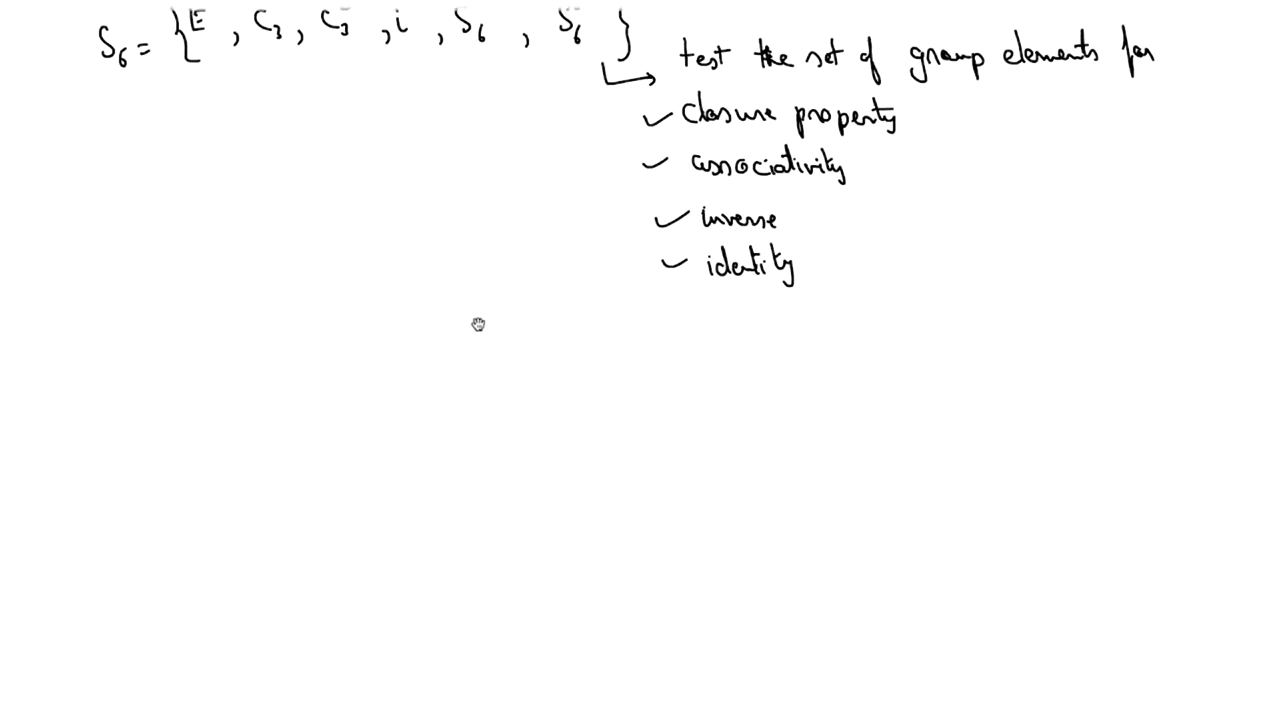 S₆ = { E , C₃ , C₃ , i , S₆ , S₆ }
test the set of group elements for
✓ closure property
✓ associativity
✓ inverse
✓ identity